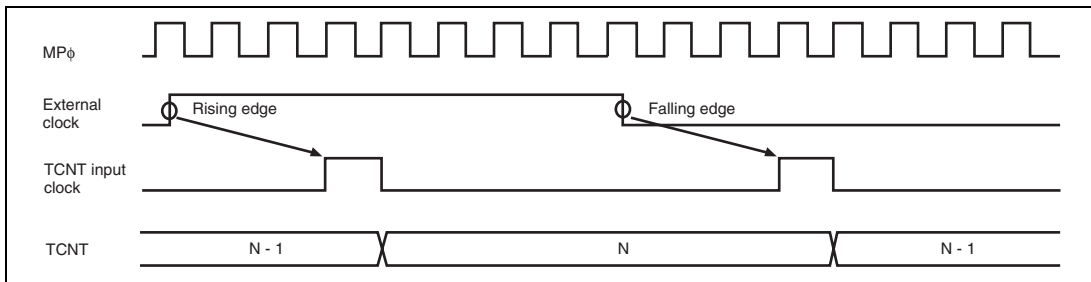 MPϕ
External
clock
Rising edge
Falling edge
TCNT input
clock
TCNT
N - 1
N
N - 1